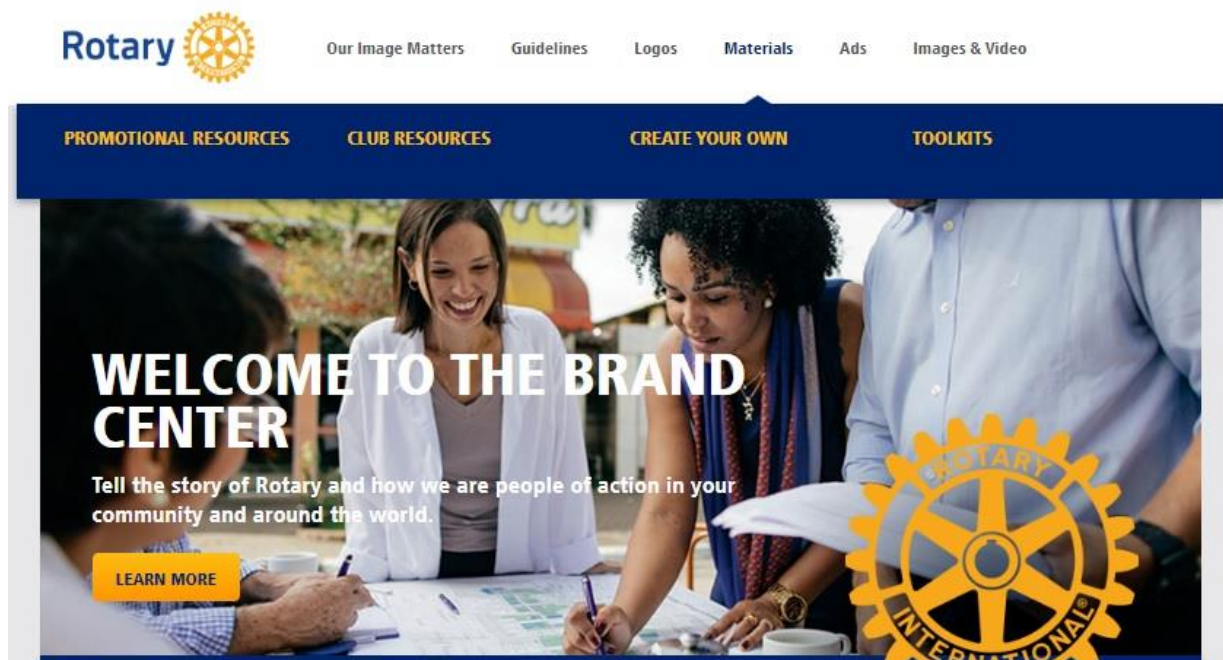 Rotary
Our Image Matters Guidelines Logos Materials Ads Images & Video
PROMOTIONAL RESOURCES CLUB RESOURCES CREATE YOUR OWN TOOLKITS
WELCOME TO THE BRAND
CENTER
Tell the story of Rotary and how we are people of action in your
community and around the world.
LEARN MORE
ROTARY
INTERNATIONAL®